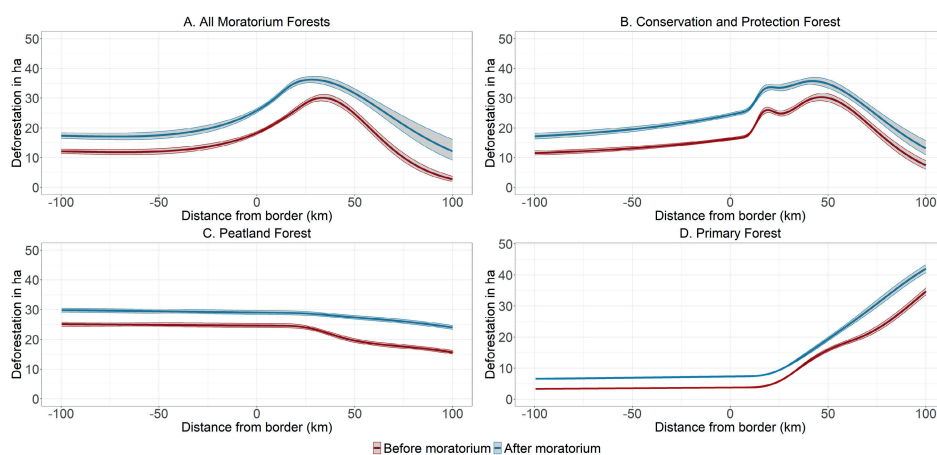 A. All Moratorium Forests
50
40
30
20
10
0
Deforestation in ha
-100 -50 0 50 100
Distance from border (km)
B. Conservation and Protection Forest
50
40
30
20
10
0
Deforestation in ha
-100 -50 0 50 100
Distance from border (km)
C. Peatland Forest
50
40
30
20
10
0
Deforestation in ha
-100 -50 0 50 100
Distance from border (km)
D. Primary Forest
50
40
30
20
10
0
Deforestation in ha
-100 -50 0 50 100
Distance from border (km)
Before moratorium After moratorium